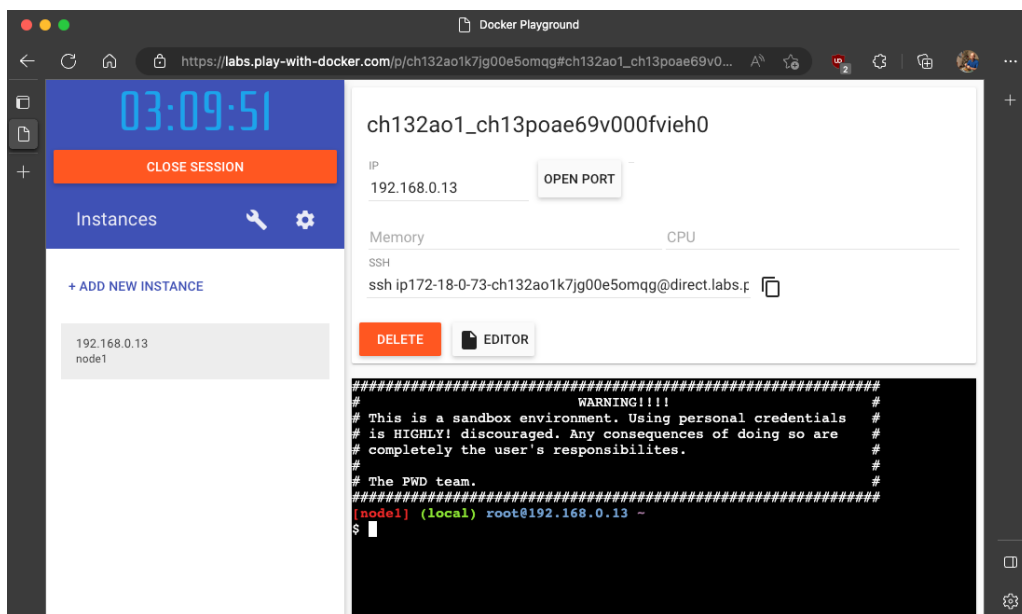 Docker Playground
https://labs.play-with-docker.com/p/ch132ao1k7jg00e5omqg#ch132ao1_ch13poae69v0...
2
03:09:51
CLOSE SESSION
Instances
+ ADD NEW INSTANCE
192.168.0.13
node1
ch132ao1_ch13poae69v000fvieh0
IP
192.168.0.13
OPEN PORT
Memory
CPU
SSH
ssh ip172-18-0-73-ch132ao1k7jg00e5omqg@direct.labs.p
DELETE
EDITOR
###############################################################
#                          WARNING!!!!                        #
# This is a sandbox environment. Using personal credentials   #
# is HIGHLY! discouraged. Any consequences of doing so are    #
# completely the user's responsibilites.                      #
#                                                             #
# The PWD team.                                               #
###############################################################
[node1] (local) root@192.168.0.13 ~
$